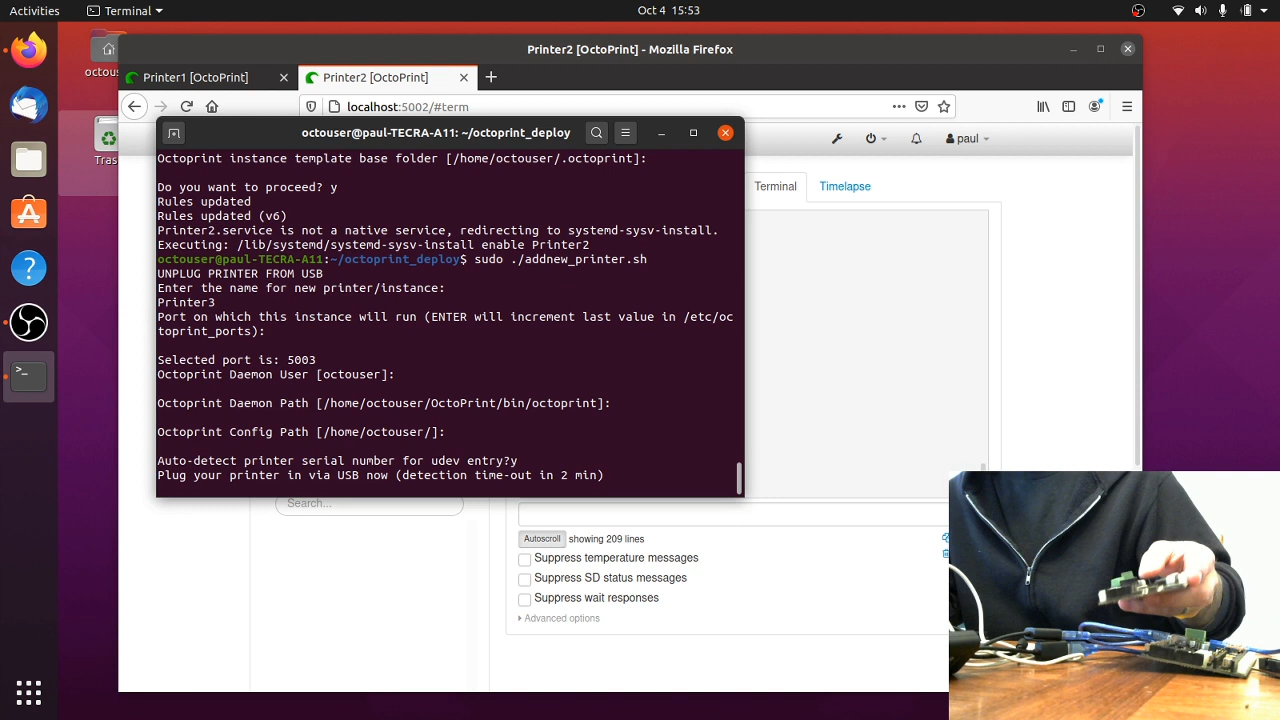 Activities
Terminal
Oct 4 15:53
Printer2 [OctoPrint] - Mozilla Firefox
octous
Tras
Printer1 [OctoPrint]
Printer2 [OctoPrint]
localhost:5002/#term
paul
Terminal
Timelapse
octouser@paul-TECRA-A11: ~/octoprint_deploy
Octoprint instance template base folder [/home/octouser/.octoprint]:
Do you want to proceed? y
Rules updated
Rules updated (v6)
Printer2.service is not a native service, redirecting to systemd-sysv-install.
Executing: /lib/systemd/systemd-sysv-install enable Printer2
octouser@paul-TECRA-A11:~/octoprint_deploy$ sudo ./addnew_printer.sh
UNPLUG PRINTER FROM USB
Enter the name for new printer/instance:
Printer3
Port on which this instance will run (ENTER will increment last value in /etc/oc
toprint_ports):
Selected port is: 5003
Octoprint Daemon User [octouser]:
Octoprint Daemon Path [/home/octouser/OctoPrint/bin/octoprint]:
Octoprint Config Path [/home/octouser/]:
Auto-detect printer serial number for udev entry?y
Plug your printer in via USB now (detection time-out in 2 min)
Search...
Autoscroll showing 209 lines
Suppress temperature messages
Suppress SD status messages
Suppress wait responses
Advanced options